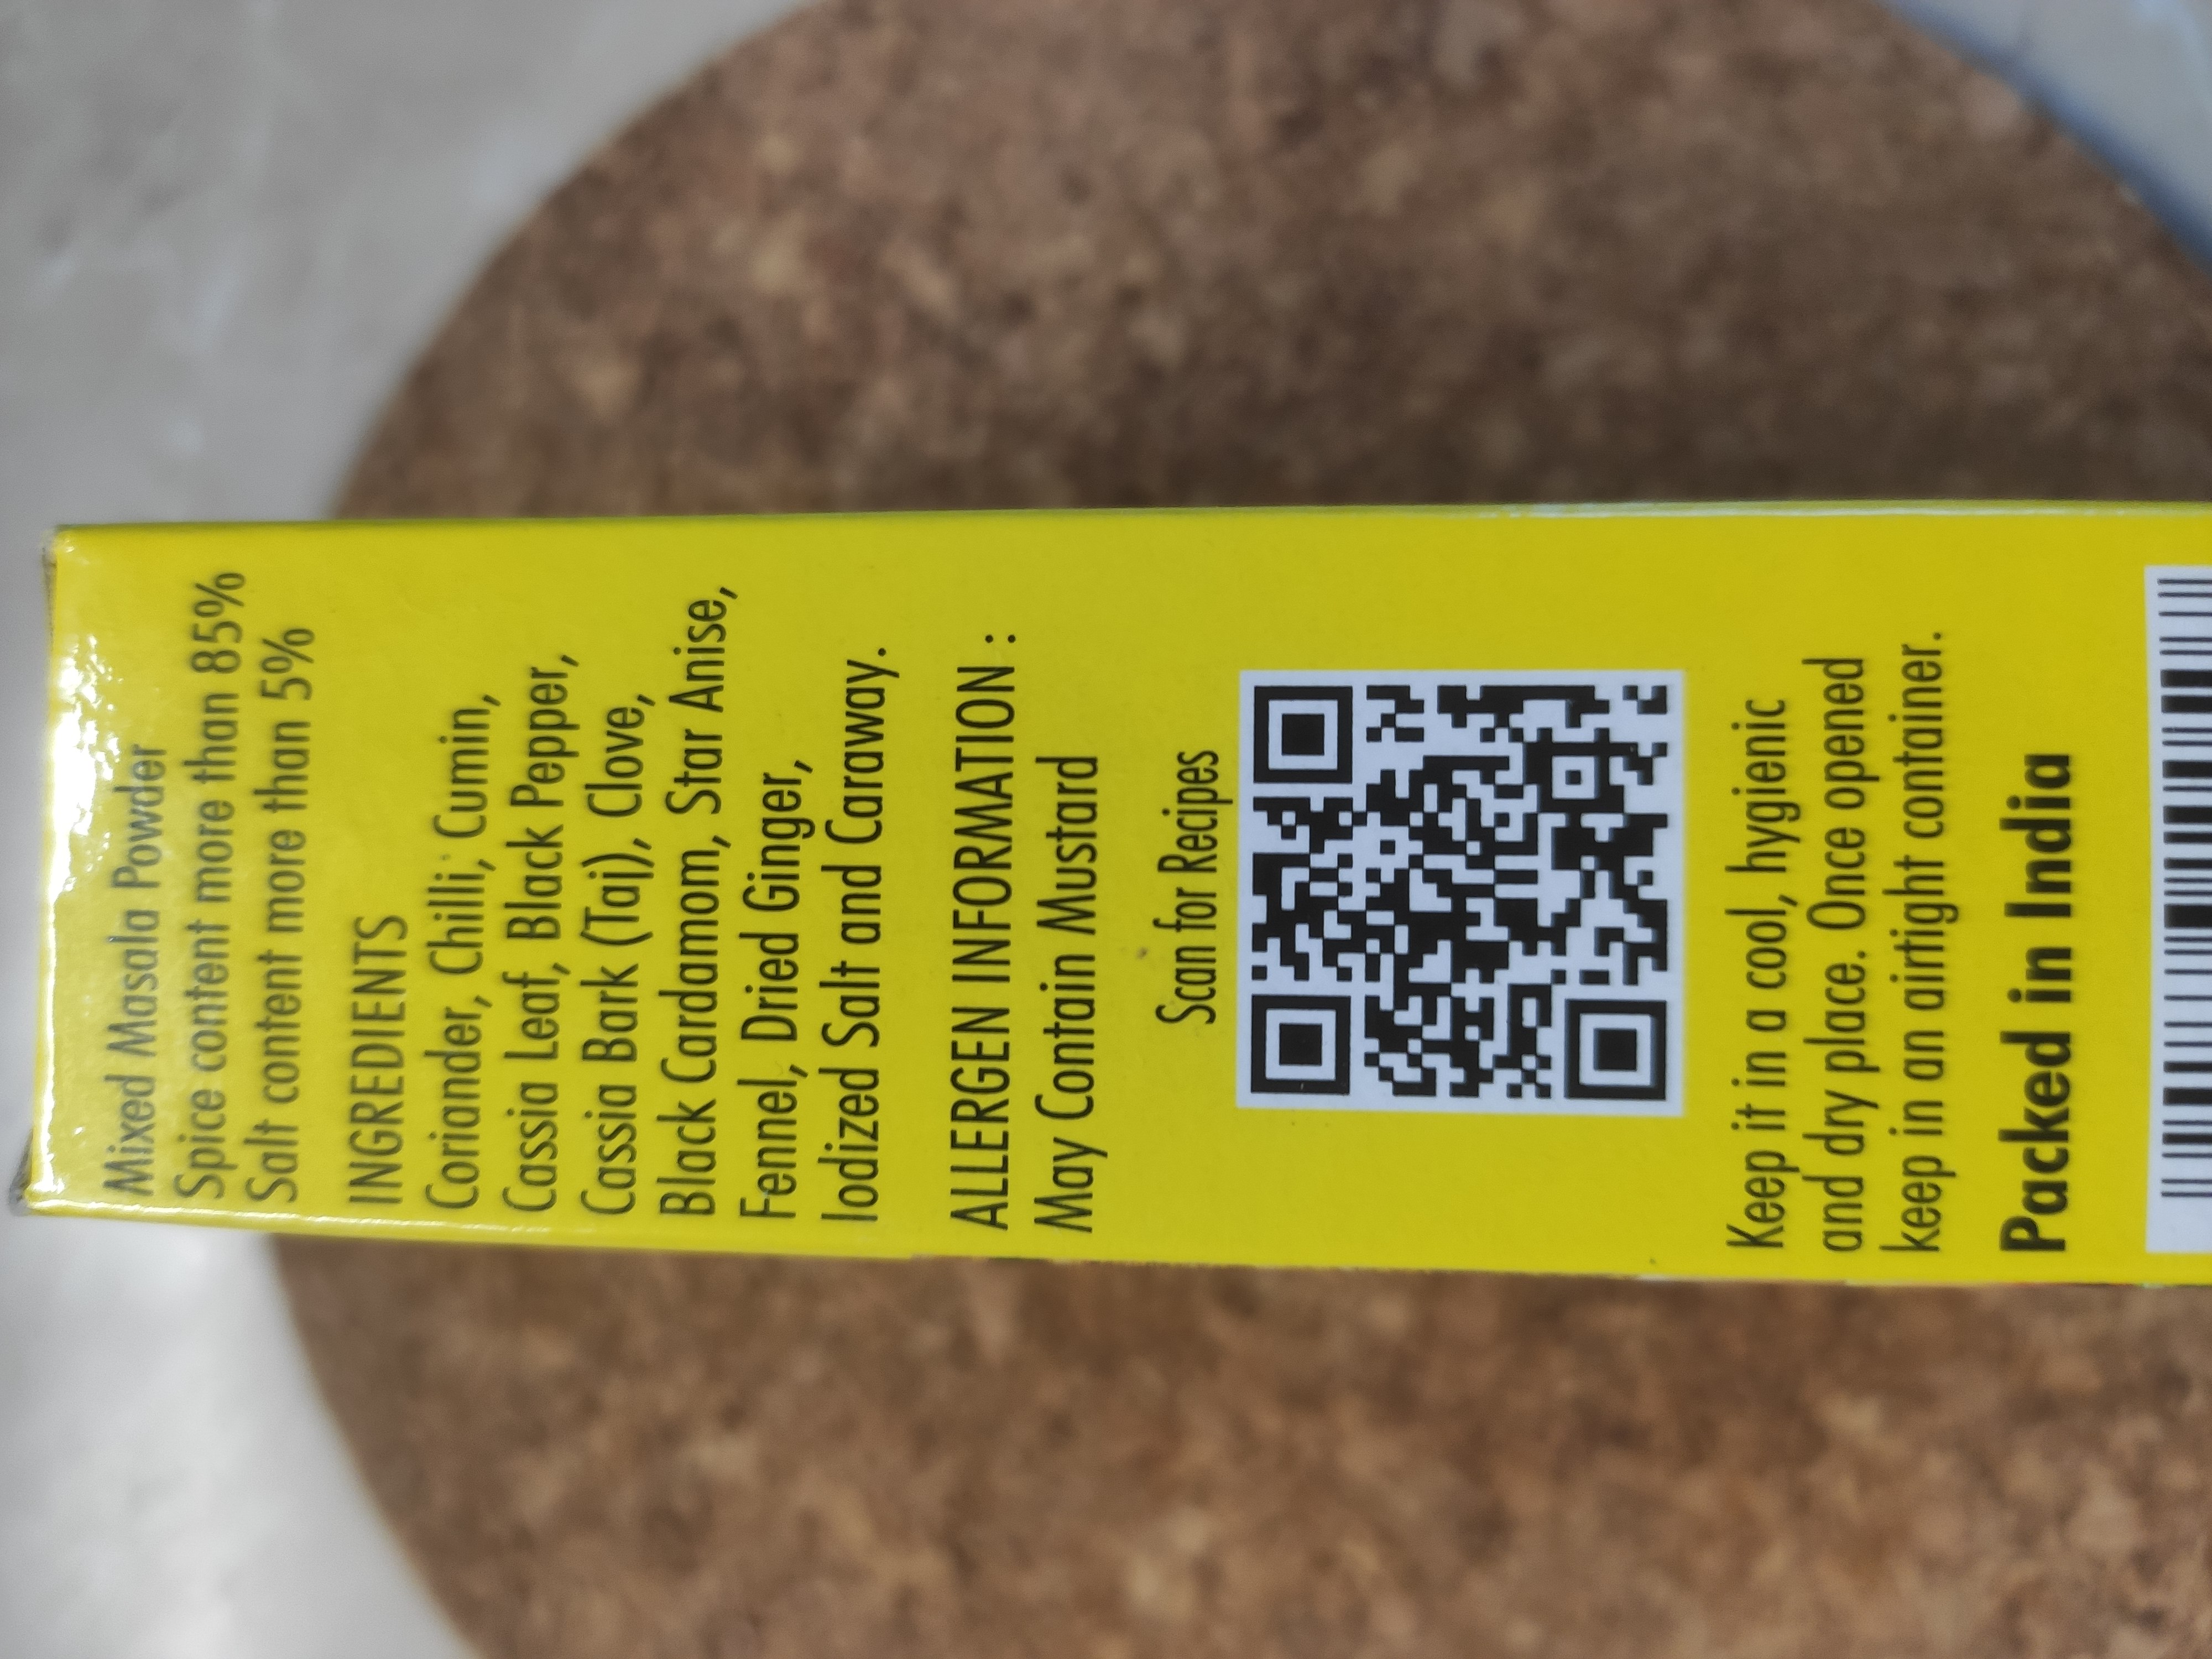 Mixed Masala Powder
Spice content more than 85%
Salt content more than 5%
INGREDIENTS
Coriander, Chilli, Cumin,
Cassia Leaf, Black Pepper,
Cassia Bark (Taj), Clove,
Black Cardamom, Star Anise,
Fennel, Dried Ginger,
Iodized Salt and Caraway.
ALLERGEN INFORMATION :
May Contain Mustard
Scan for Recipes
Keep it in a cool, hygienic
and dry place. Once opened
keep in an airtight container.
Packed in India